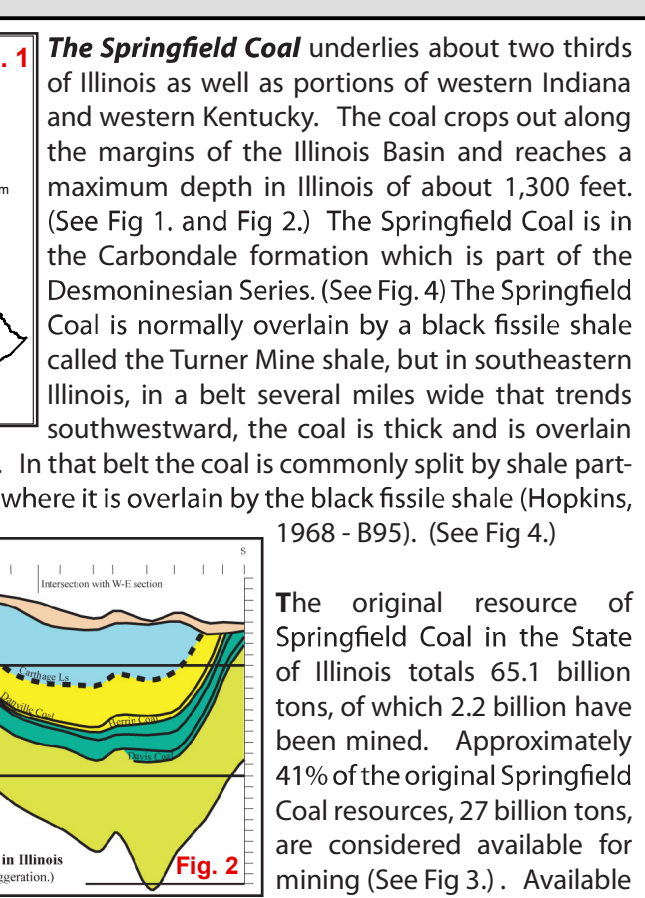 . 1
m
The Springfield Coal underlies about two thirds
of Illinois as well as portions of western Indiana
and western Kentucky. The coal crops out along
the margins of the Illinois Basin and reaches a
maximum depth in Illinois of about 1,300 feet.
(See Fig 1. and Fig 2.) The Springfield Coal is in
the Carbondale formation which is part of the
Desmoninesian Series. (See Fig. 4) The Springfield
Coal is normally overlain by a black fissile shale
called the Turner Mine shale, but in southeastern
Illinois, in a belt several miles wide that trends
southwestward, the coal is thick and is overlain
. In that belt the coal is commonly split by shale part-
where it is overlain by the black fissile shale (Hopkins,
1968 - B95). (See Fig 4.)
S
Intersection with W-E section
Carthage Ls.
Danville Coal
Herrin Coal
Davis Coal
in Illinois
ggeration.)
Fig. 2
The original resource of
Springfield Coal in the State
of Illinois totals 65.1 billion
tons, of which 2.2 billion have
been mined. Approximately
41% of the original Springfield
Coal resources, 27 billion tons,
are considered available for
mining (See Fig 3.) . Available